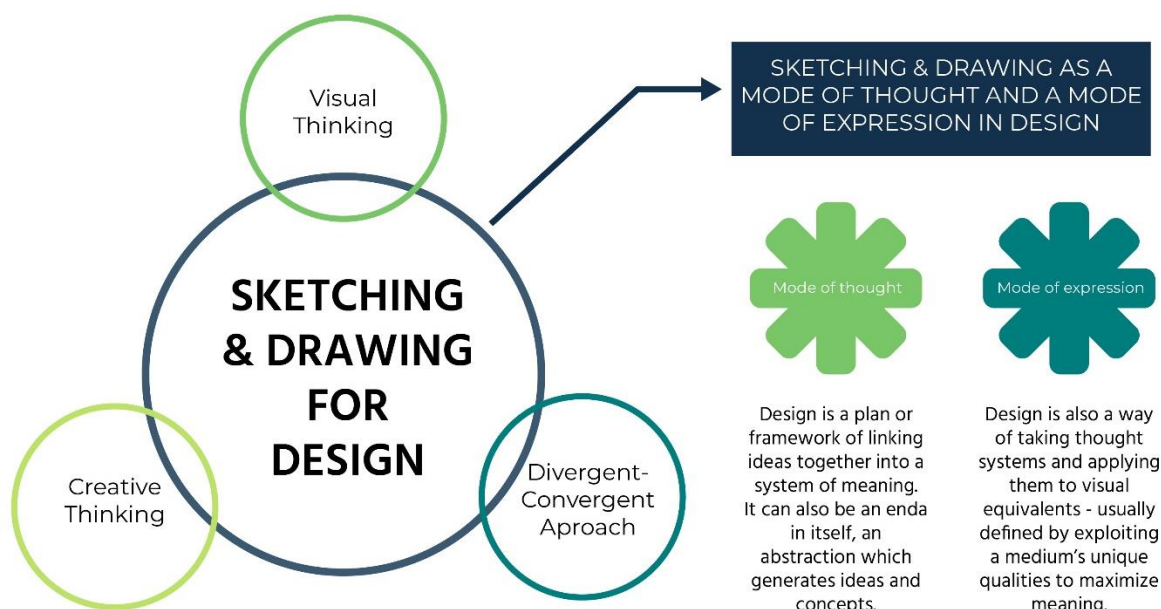 Visual
Thinking
SKETCHING
& DRAWING
FOR
DESIGN
Creative
Thinking
Divergent-
Convergent
Aproach
SKETCHING & DRAWING AS A
MODE OF THOUGHT AND A MODE
OF EXPRESSION IN DESIGN
Mode of thought
Design is a plan or
framework of linking
ideas together into a
system of meaning.
It can also be an enda
in itself, an
abstraction which
generates ideas and
concepts.
Mode of expression
Design is also a way
of taking thought
systems and applying
them to visual
equivalents - usually
defined by exploiting
a medium's unique
qualities to maximize
meaning.